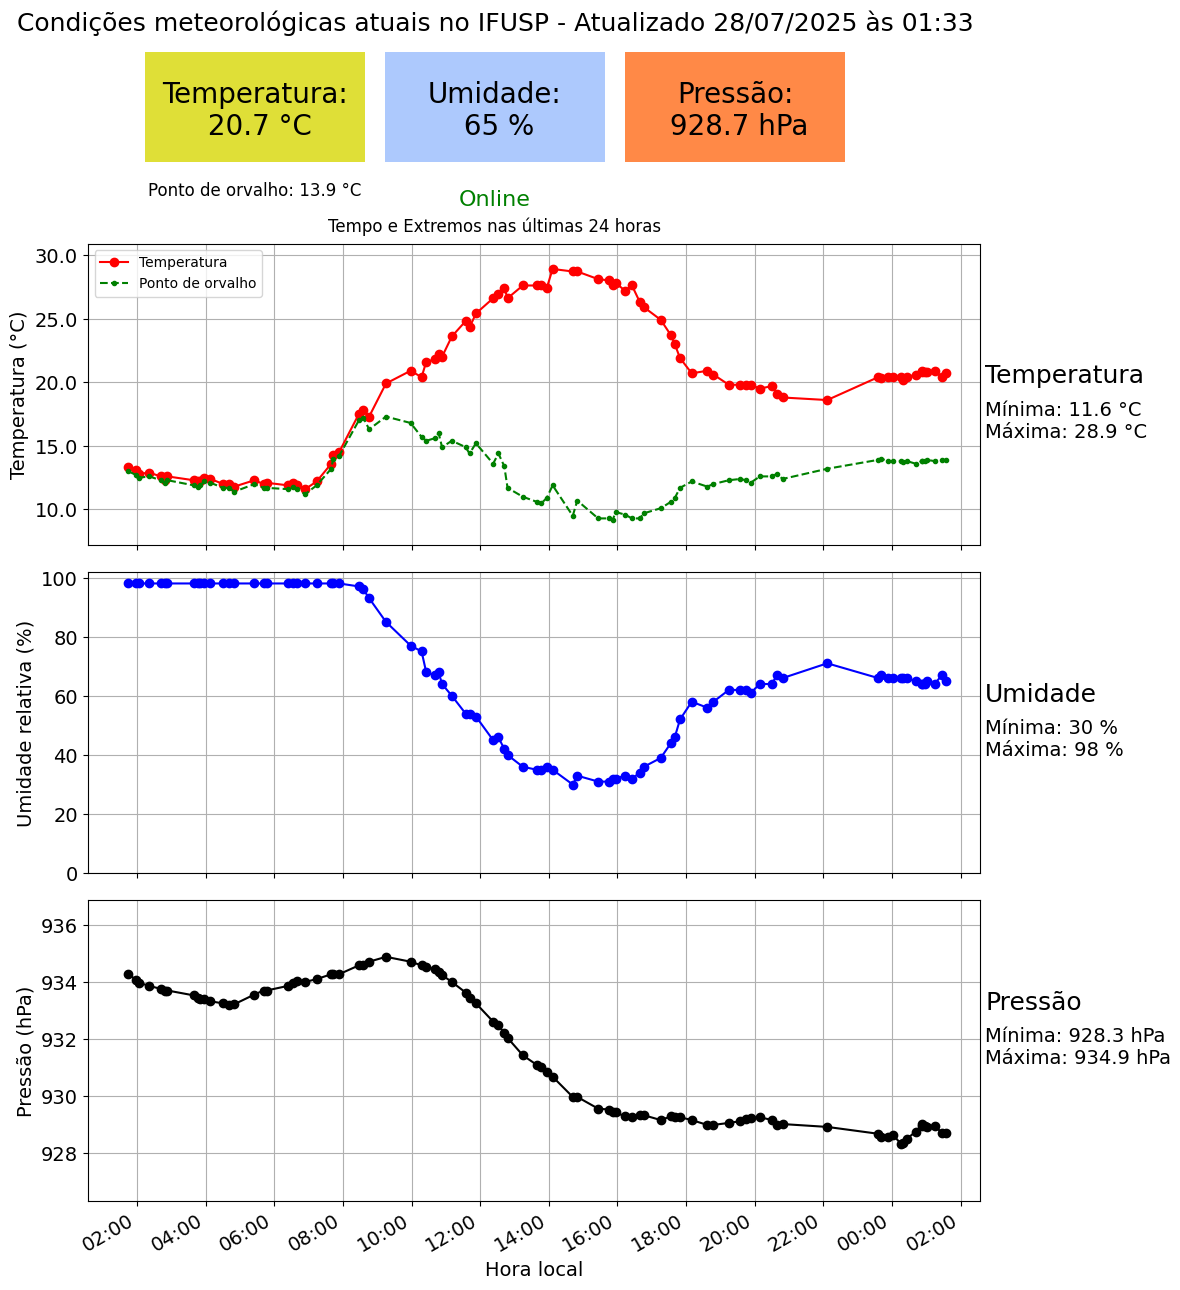 Condições meteorológicas atuais no IFUSP - Atualizado 28/07/2025 às 01:33
Temperatura:
20.7 °C
Umidade:
65 %
Pressão:
928.7 hPa
Ponto de orvalho: 13.9 °C
Online
Tempo e Extremos nas últimas 24 horas
Temperatura (°C)
30.0
25.0
20.0
15.0
10.0
Temperatura
Ponto de orvalho
Temperatura
Mínima: 11.6 °C
Máxima: 28.9 °C
Umidade relativa (%)
100
80
60
40
20
0
Umidade
Mínima: 30 %
Máxima: 98 %
Pressão (hPa)
936
934
932
930
928
Pressão
Mínima: 928.3 hPa
Máxima: 934.9 hPa
02:00 04:00 06:00 08:00 10:00 12:00 14:00 16:00 18:00 20:00 22:00 00:00 02:00
Hora local